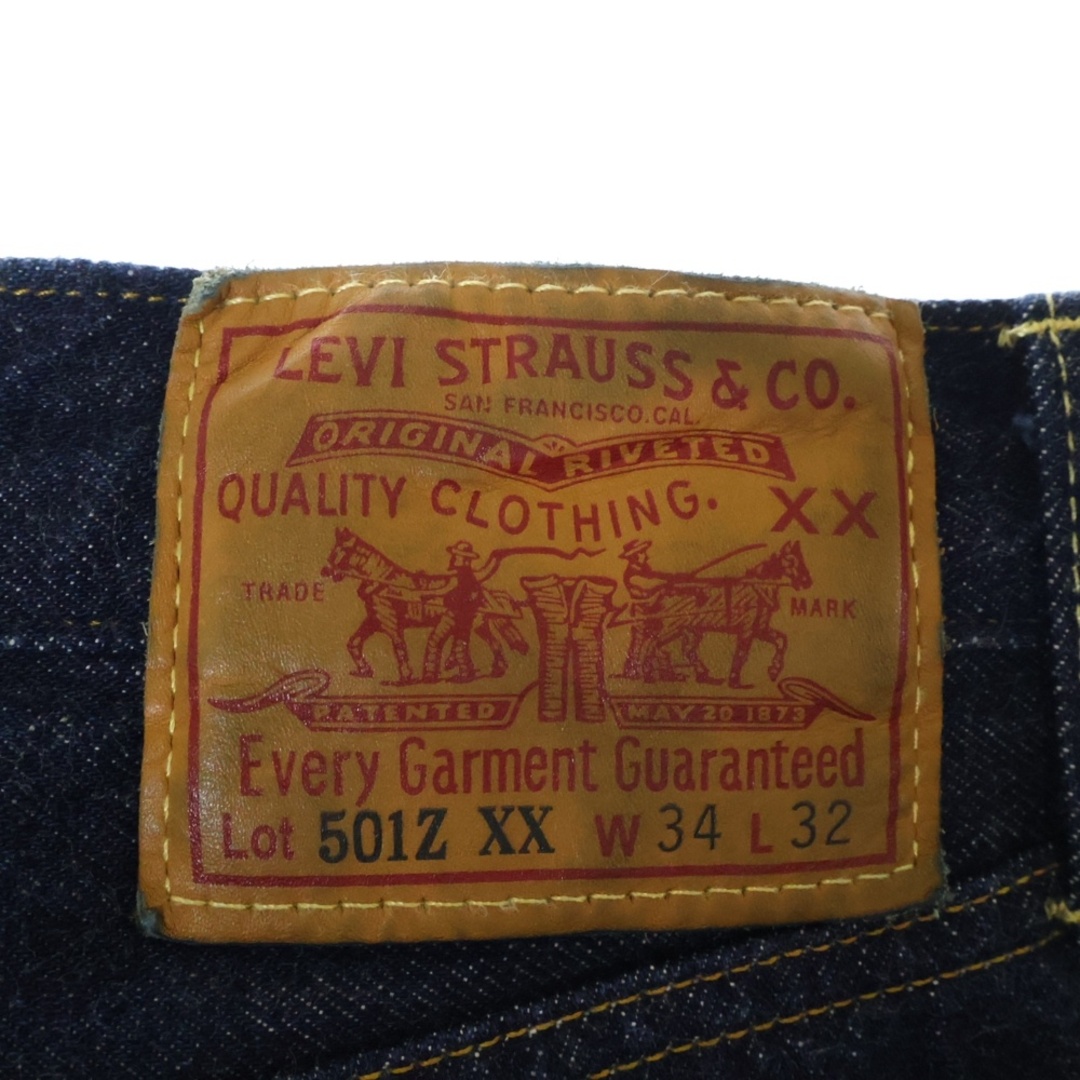 LEVI STRAUSS & CO.
SAN FRANCISCO.CAL.
ORIGINAL RIVETED
QUALITY CLOTHING. XX
TRADE MARK
PATENTED MAY 20 1873
Every Garment Guaranteed
Lot 501Z XX W 34 L 32